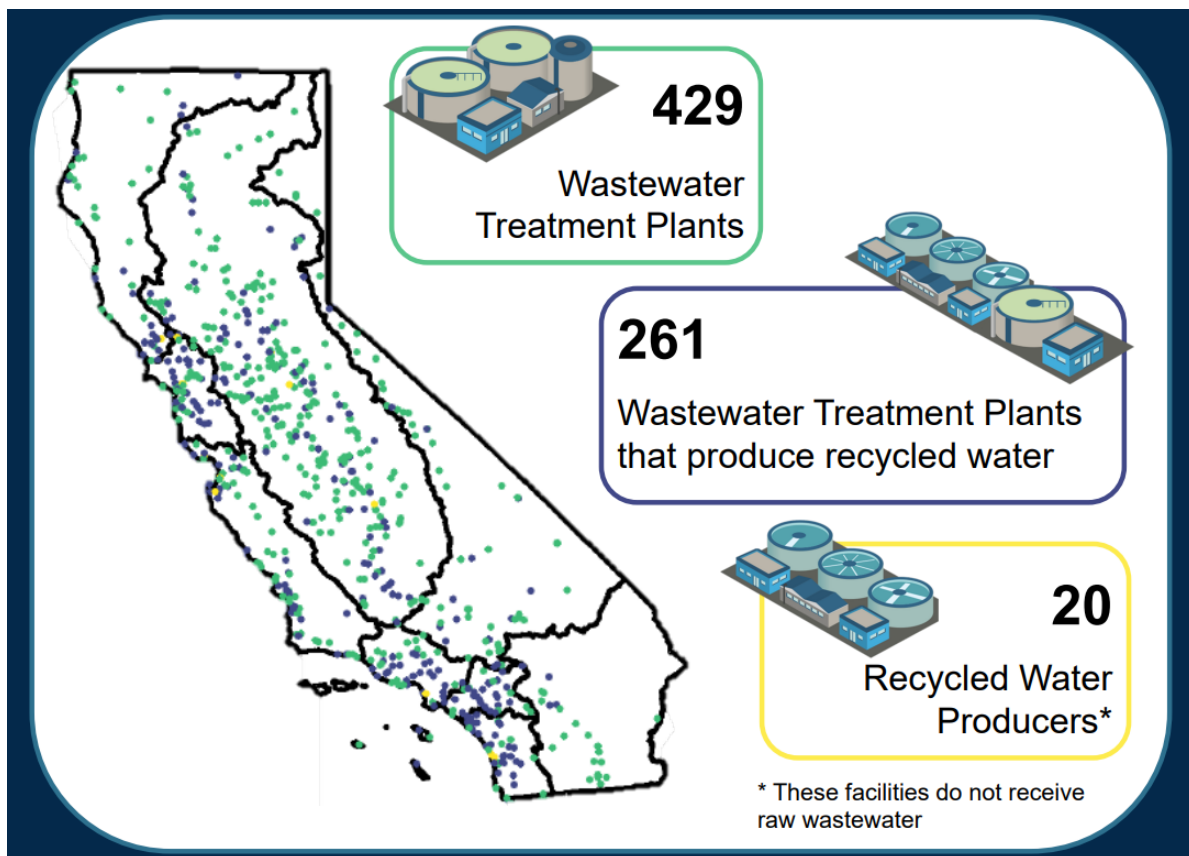 429
Wastewater
Treatment Plants
261
Wastewater Treatment Plants
that produce recycled water
20
Recycled Water
Producers*
* These facilities do not receive
raw wastewater